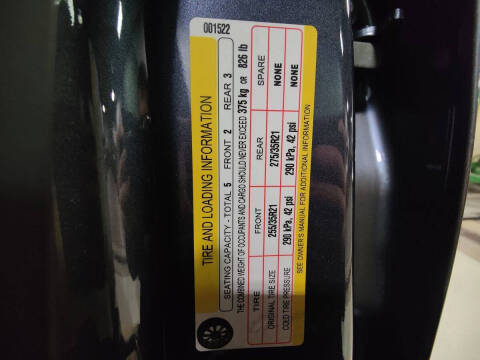 001522
TIRE AND LOADING INFORMATION
SEATING CAPACITY - TOTAL 5 FRONT 2 REAR 3
THE COMBINED WEIGHT OF OCCUPANTS AND CARGO SHOULD NEVER EXCEED 375 kg OR 826 lb
TIRE FRONT REAR SPARE
ORIGINAL TIRE SIZE 255/35R21 275/35R21 NONE
COLD TIRE PRESSURE 290 kPa, 42 psi 290 kPa, 42 psi NONE
SEE OWNER'S MANUAL FOR ADDITIONAL INFORMATION